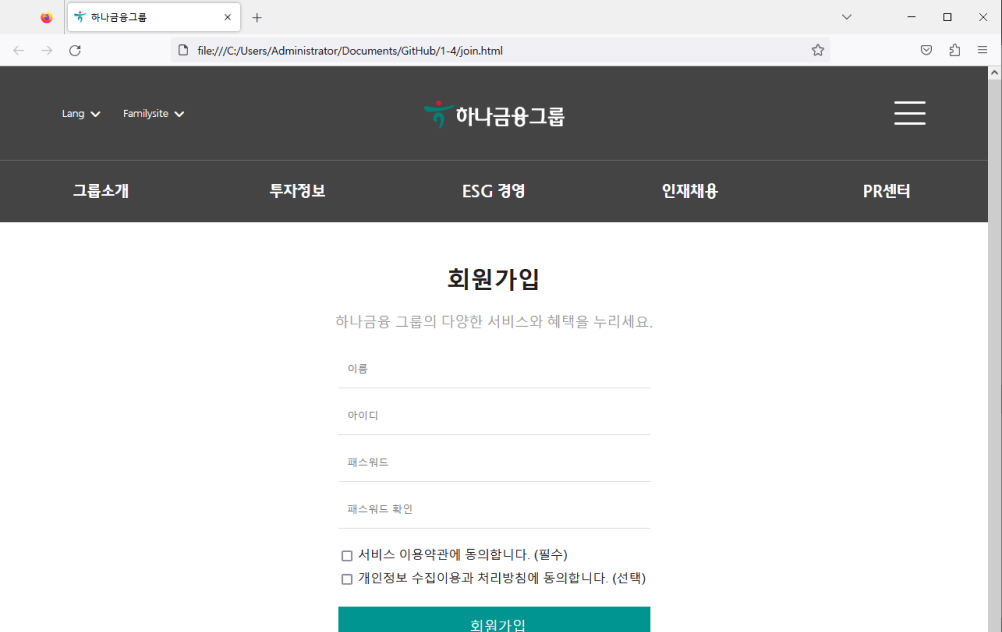 하나금융그룹
file:///C:/Users/Administrator/Documents/GitHub/1-4/join.html
Lang Familysite 하나금융그룹
그룹소개 투자정보 ESG 경영 인재채용 PR센터
회원가입
하나금융 그룹의 다양한 서비스와 혜택을 누리세요.
이름
아이디
패스워드
패스워드 확인
서비스 이용약관에 동의합니다. (필수)
개인정보 수집이용과 처리방침에 동의합니다. (선택)
회원가입